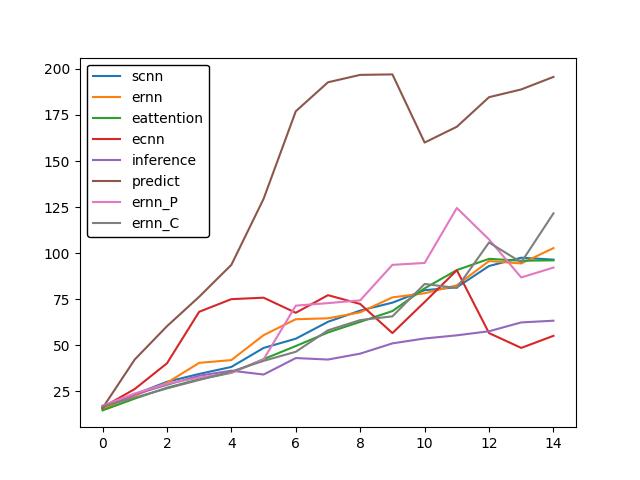 200
175
150
125
100
75
50
25
scnn
ernn
eattention
ecnn
inference
predict
ernn_P
ernn_C
0 2 4 6 8 10 12 14